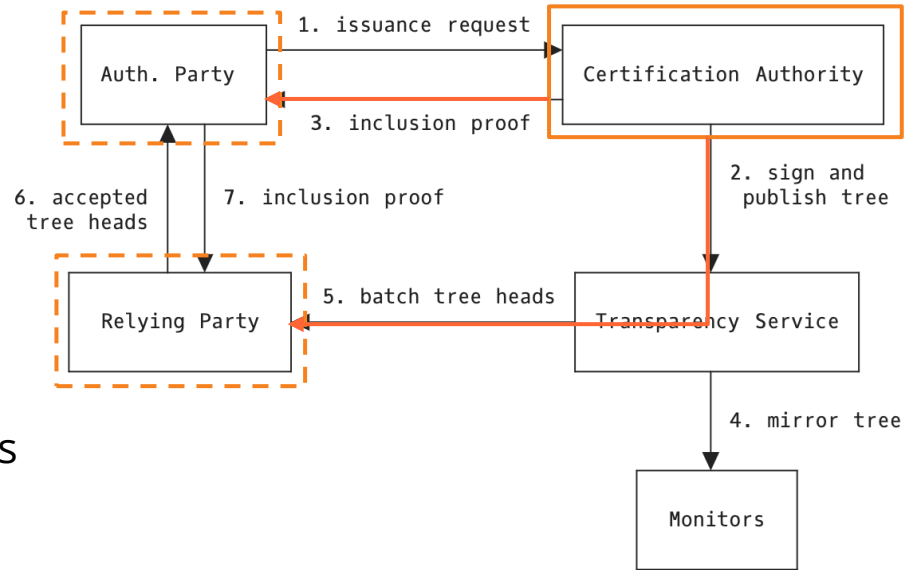 1. issuance request
Auth. Party
Certification Authority
3. inclusion proof
2. sign and
publish tree
6. accepted
tree heads
7. inclusion proof
5. batch tree heads
Relying Party
Transparency Service
4. mirror tree
s
Monitors